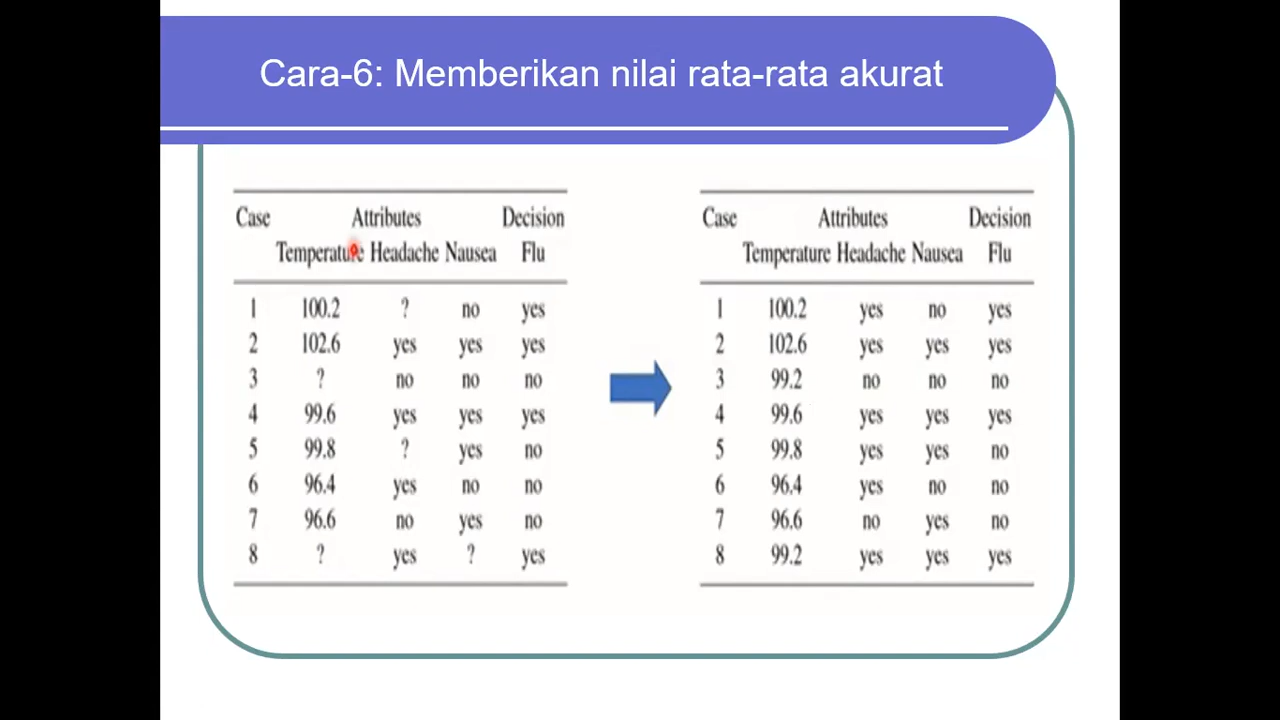 Cara-6: Memberikan nilai rata-rata akurat
Case Attributes Decision
Temperature Headache Nausea Flu
1 100.2 ? no yes
2 102.6 yes yes yes
3 ? no no no
4 99.6 yes yes yes
5 99.8 ? yes no
6 96.4 yes no no
7 96.6 no yes no
8 ? yes ? yes
Case Attributes Decision
Temperature Headache Nausea Flu
1 100.2 yes no yes
2 102.6 yes yes yes
3 99.2 no no no
4 99.6 yes yes yes
5 99.8 yes yes no
6 96.4 yes no no
7 96.6 no yes no
8 99.2 yes yes yes